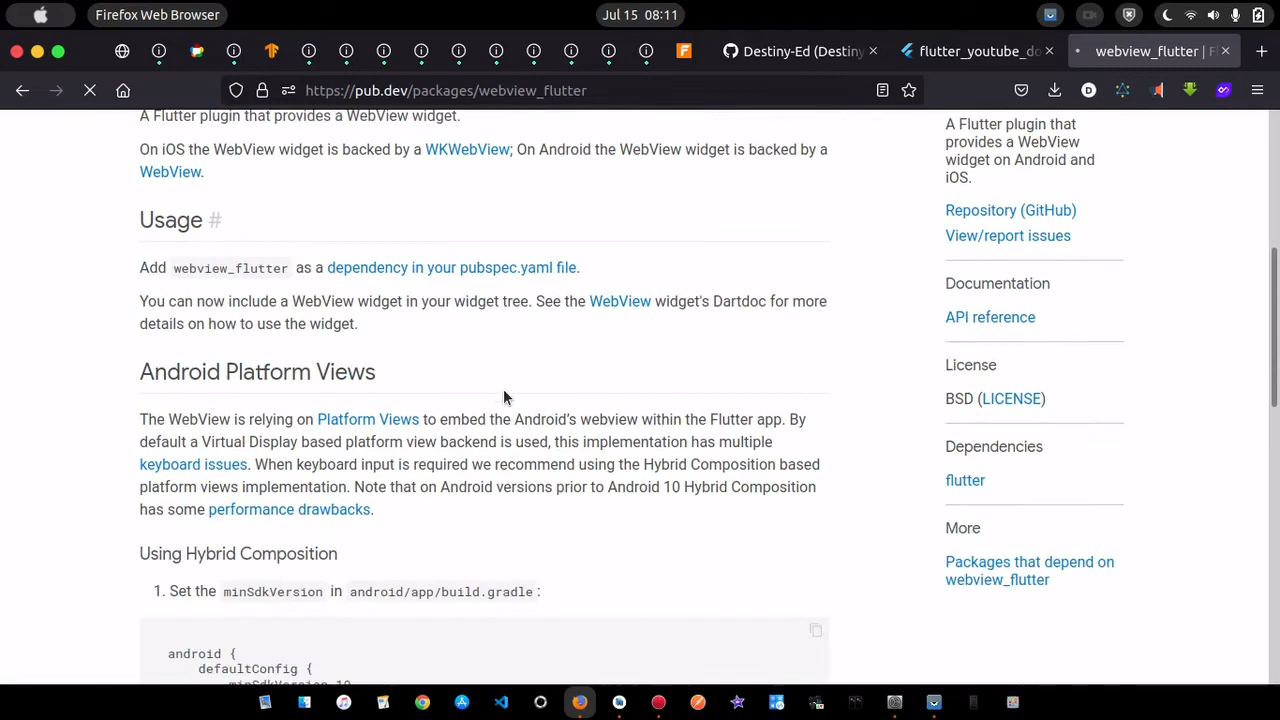 Firefox Web Browser
Jul 15 08:11
Destiny-Ed (Destiny
flutter_youtube_do
webview_flutter | F
https://pub.dev/packages/webview_flutter
A Flutter plugin that provides a WebView widget.
On iOS the WebView widget is backed by a WKWebView; On Android the WebView widget is backed by a
WebView.
Usage #
Add webview_flutter as a dependency in your pubspec.yaml file.
You can now include a WebView widget in your widget tree. See the WebView widget's Dartdoc for more
details on how to use the widget.
Android Platform Views
The WebView is relying on Platform Views to embed the Android’s webview within the Flutter app. By
default a Virtual Display based platform view backend is used, this implementation has multiple
keyboard issues. When keyboard input is required we recommend using the Hybrid Composition based
platform views implementation. Note that on Android versions prior to Android 10 Hybrid Composition
has some performance drawbacks.
Using Hybrid Composition
1. Set the minSdkVersion in android/app/build.gradle:
android {
defaultConfig {
minSdkVersion 19
A Flutter plugin that
provides a WebView
widget on Android and
iOS.
Repository (GitHub)
View/report issues
Documentation
API reference
License
BSD (LICENSE)
Dependencies
flutter
More
Packages that depend on
webview_flutter